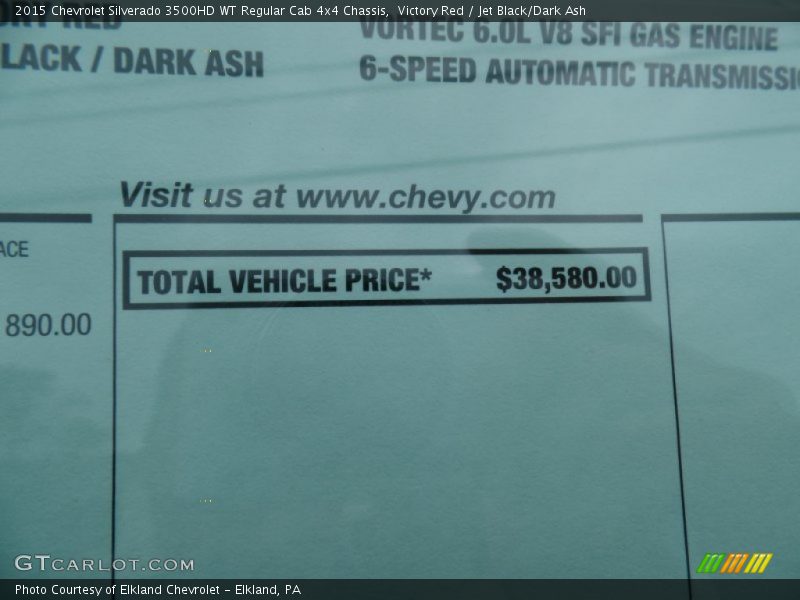 2015 Chevrolet Silverado 3500HD WT Regular Cab 4x4 Chassis, Victory Red / Jet Black/Dark Ash
RED
VORTEC 6.0L V8 SFI GAS ENGINE
LACK / DARK ASH
6-SPEED AUTOMATIC TRANSMISSI
Visit us at www.chevy.com
ACE
TOTAL VEHICLE PRICE* $38,580.00
890.00
GTCARLOT.COM
Photo Courtesy of Elkland Chevrolet – Elkland, PA